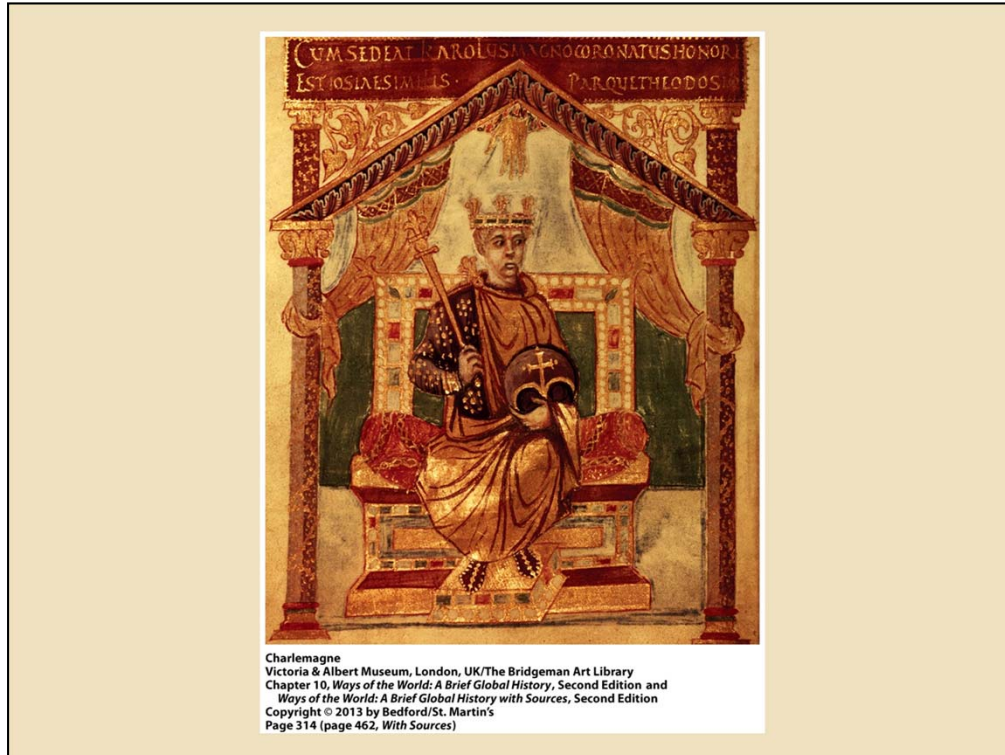 CUM SEDEAT KAROLUS MAGNO CORONATUS HONORE
EST IOSIAE SIMILIS · PARQUE THEODOSIO
Charlemagne
Victoria & Albert Museum, London, UK/The Bridgeman Art Library
Chapter 10, Ways of the World: A Brief Global History, Second Edition and
Ways of the World: A Brief Global History with Sources, Second Edition
Copyright © 2013 by Bedford/St. Martin's
Page 314 (page 462, With Sources)